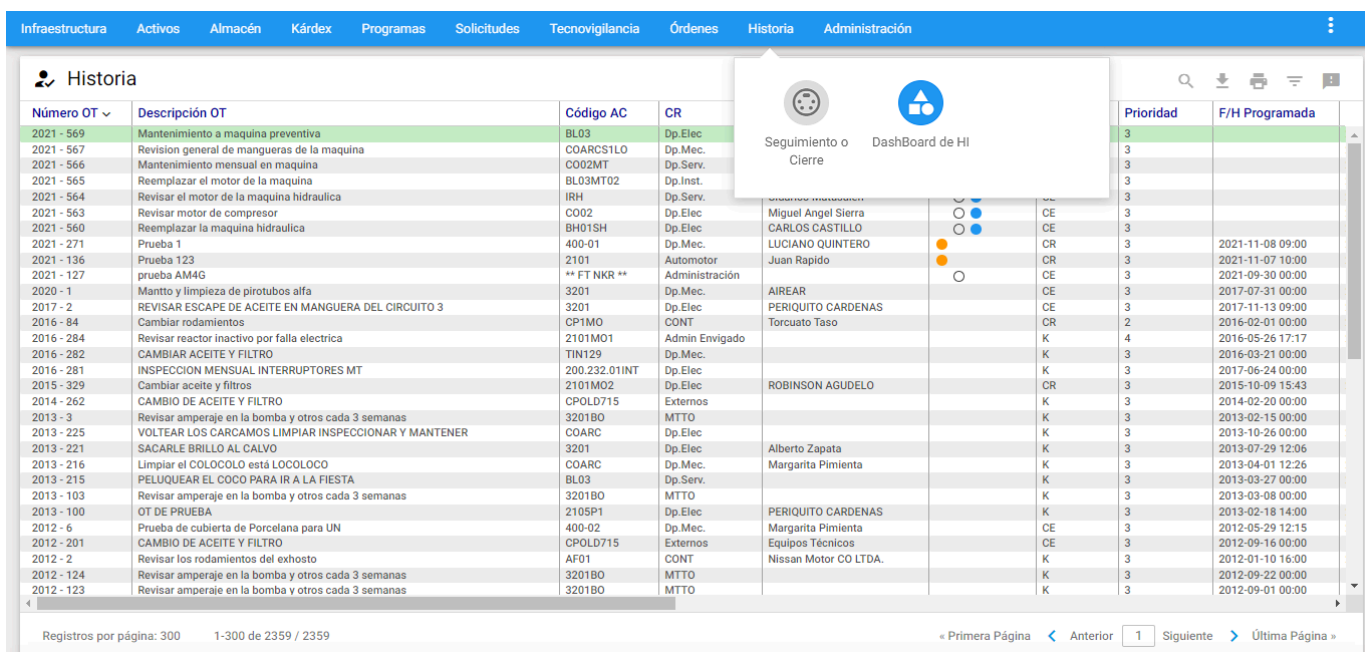 Infraestructura Activos Almacén Kárdex Programas Solicitudes Tecnovigilancia Órdenes Historia Administración
Historia
Seguimiento o Cierre
DashBoard de HI
Número OT Descripción OT Código AC CR Prioridad F/H Programada
2021 - 569 Mantenimiento a maquina preventiva BL03 Dp.Elec 3
2021 - 567 Revision general de mangueras de la maquina COARCS1LO Dp.Mec. 3
2021 - 566 Mantenimiento mensual en maquina CO02MT Dp.Serv. 3
2021 - 565 Reemplazar el motor de la maquina BL03MT02 Dp.Inst. 3
2021 - 564 Revisar el motor de la maquina hidraulica IRH Dp.Serv. 3
2021 - 563 Revisar motor de compresor CO02 Dp.Elec Miguel Angel Sierra CE 3
2021 - 560 Reemplazar la maquina hidraulica BH01SH Dp.Elec CARLOS CASTILLO CE 3
2021 - 271 Prueba 1 400-01 Dp.Mec. LUCIANO QUINTERO CR 3 2021-11-08 09:00
2021 - 136 Prueba 123 2101 Automotor Juan Rapido CR 3 2021-11-07 10:00
2021 - 127 prueba AM4G ** FT NKR ** Administración CE 3 2021-09-30 00:00
2020 - 1 Mantto y limpieza de pirotubos alfa 3201 Dp.Mec. AIREAR CE 3 2017-07-31 00:00
2017 - 2 REVISAR ESCAPE DE ACEITE EN MANGUERA DEL CIRCUITO 3 3201 Dp.Elec PERIQUITO CARDENAS CE 3 2017-11-13 09:00
2016 - 84 Cambiar rodamientos CP1MO CONT Torcuato Taso CR 2 2016-02-01 00:00
2016 - 284 Revisar reactor inactivo por falla electrica 2101MO1 Admin Envigado K 4 2016-05-26 17:17
2016 - 282 CAMBIAR ACEITE Y FILTRO TIN129 Dp.Mec. K 3 2016-03-21 00:00
2016 - 281 INSPECCION MENSUAL INTERRUPTORES MT 200.232.01INT Dp.Elec K 3 2017-06-24 00:00
2015 - 329 Cambiar aceite y filtros 2101MO2 Dp.Elec ROBINSON AGUDELO CR 3 2015-10-09 15:43
2014 - 262 CAMBIO DE ACEITE Y FILTRO CPOLD715 Externos K 3 2014-02-20 00:00
2013 - 3 Revisar amperaje en la bomba y otros cada 3 semanas 3201BO MTTO K 3 2013-02-15 00:00
2013 - 225 VOLTEAR LOS CARCAMOS LIMPIAR INSPECCIONAR Y MANTENER COARC Dp.Elec K 3 2013-10-26 00:00
2013 - 221 SACARLE BRILLO AL CALVO 3201 Dp.Elec Alberto Zapata K 3 2013-07-29 12:06
2013 - 216 Limpiar el COLOCOLO está LOCOLOCO COARC Dp.Mec. Margarita Pimienta K 3 2013-04-01 12:26
2013 - 215 PELUQUEAR EL COCO PARA IR A LA FIESTA BL03 Dp.Serv. K 3 2013-03-27 00:00
2013 - 103 Revisar amperaje en la bomba y otros cada 3 semanas 3201BO MTTO K 3 2013-03-08 00:00
2013 - 100 OT DE PRUEBA 2105P1 Dp.Elec PERIQUITO CARDENAS K 3 2013-02-18 14:00
2012 - 6 Prueba de cubierta de Porcelana para UN 400-02 Dp.Mec. Margarita Pimienta CE 3 2012-05-29 12:15
2012 - 201 CAMBIO DE ACEITE Y FILTRO CPOLD715 Externos Equipos Técnicos CE 3 2012-09-16 00:00
2012 - 2 Revisar los rodamientos del exhosto AF01 CONT Nissan Motor CO LTDA. K 3 2012-01-10 16:00
2012 - 124 Revisar amperaje en la bomba y otros cada 3 semanas 3201BO MTTO K 3 2012-09-22 00:00
2012 - 123 Revisar amperaje en la bomba y otros cada 3 semanas 3201BO MTTO K 3 2012-09-01 00:00
Registros por página: 300 1-300 de 2359 / 2359 « Primera Página Anterior 1 Siguiente Última Página »